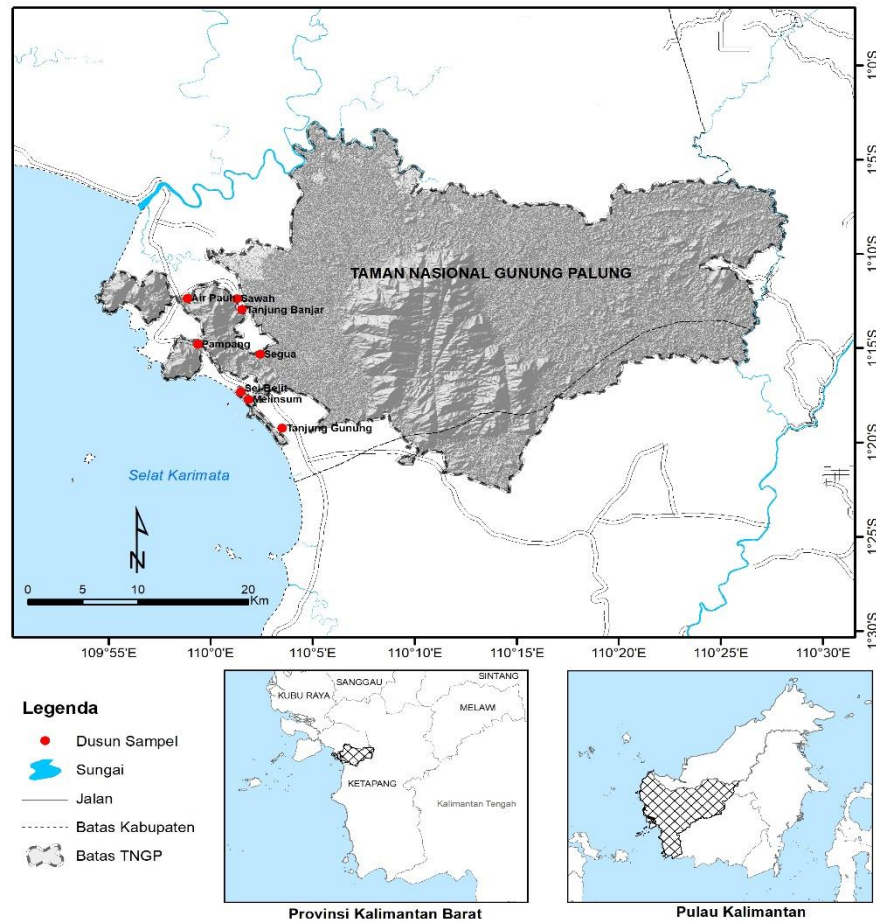 1°0'S
1°5'S
1°10'S
TAMAN NASIONAL GUNUNG PALUNG
Air Pauh
Sawah
Tanjung Banjar
Pampang
Segua
1°15'S
Sei Belit
Melinsum
Tanjung Gunung
1°20'S
Selat Karimata
N
1°25'S
0 5 10 20
Km
1°30'S
109°55'E 110°0'E 110°5'E 110°10'E 110°15'E 110°20'E 110°25'E 110°30'E
Legenda
Dusun Sampel
Sungai
Jalan
Batas Kabupaten
Batas TNGP
SANGGAU
SINTANG
KUBU RAYA
MELAWI
KETAPANG
Kalimantan Tengah
Provinsi Kalimantan Barat
Pulau Kalimantan